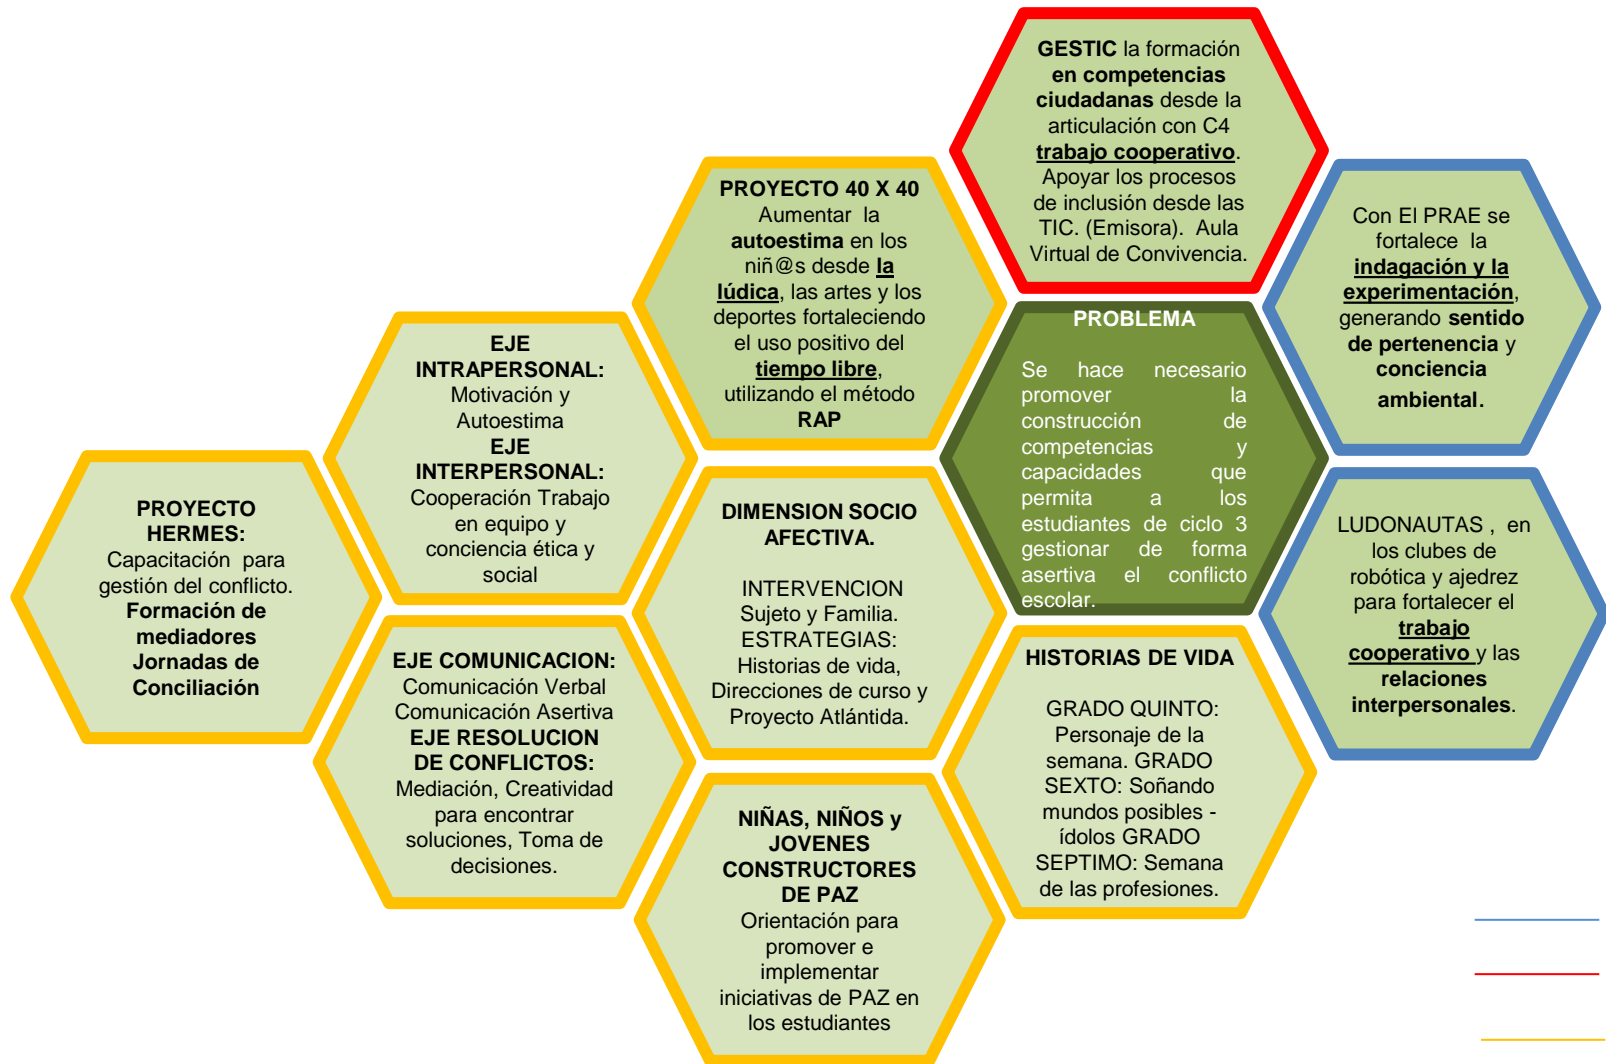 GESTIC la formación
en competencias
ciudadanas desde la
articulación con C4
trabajo cooperativo.
Apoyar los procesos
de inclusión desde las
TIC. (Emisora). Aula
Virtual de Convivencia.
PROYECTO 40 X 40
Aumentar la
autoestima en los
niñ@s desde la
lúdica, las artes y los
deportes fortaleciendo
el uso positivo del
tiempo libre,
utilizando el método
RAP
Con El PRAE se
fortalece la
indagación y la
experimentación,
generando sentido
de pertenencia y
conciencia
ambiental.
PROBLEMA
Se hace necesario
promover la
construcción de
competencias y
capacidades que
permita a los
estudiantes de ciclo 3
gestionar de forma
asertiva el conflicto
escolar.
EJE
INTRAPERSONAL:
Motivación y
Autoestima
EJE
INTERPERSONAL:
Cooperación Trabajo
en equipo y
conciencia ética y
social
PROYECTO
HERMES:
Capacitación para
gestión del conflicto.
Formación de
mediadores
Jornadas de
Conciliación
DIMENSION SOCIO
AFECTIVA.
INTERVENCION
Sujeto y Familia.
ESTRATEGIAS:
Historias de vida,
Direcciones de curso y
Proyecto Atlántida.
LUDONAUTAS , en
los clubes de
robótica y ajedrez
para fortalecer el
trabajo
cooperativo y las
relaciones
interpersonales.
EJE COMUNICACION:
Comunicación Verbal
Comunicación Asertiva
EJE RESOLUCION
DE CONFLICTOS:
Mediación, Creatividad
para encontrar
soluciones, Toma de
decisiones.
HISTORIAS DE VIDA
GRADO QUINTO:
Personaje de la
semana. GRADO
SEXTO: Soñando
mundos posibles -
ídolos GRADO
SEPTIMO: Semana
de las profesiones.
NIÑAS, NIÑOS y
JOVENES
CONSTRUCTORES
DE PAZ
Orientación para
promover e
implementar
iniciativas de PAZ en
los estudiantes